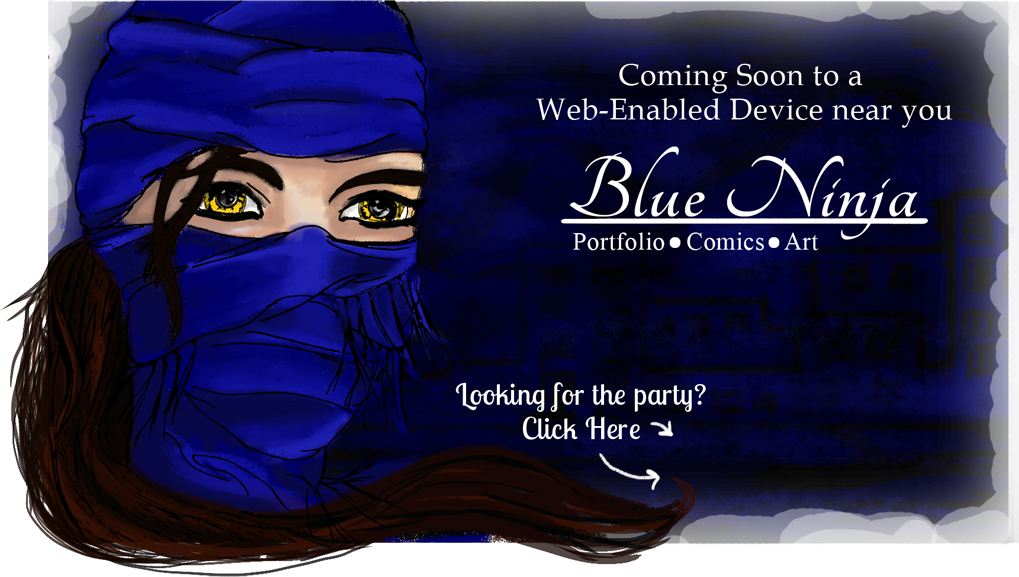 Coming Soon to a
Web-Enabled Device near you
Blue Ninja
Portfolio●Comics●Art
Looking for the party?
Click Here